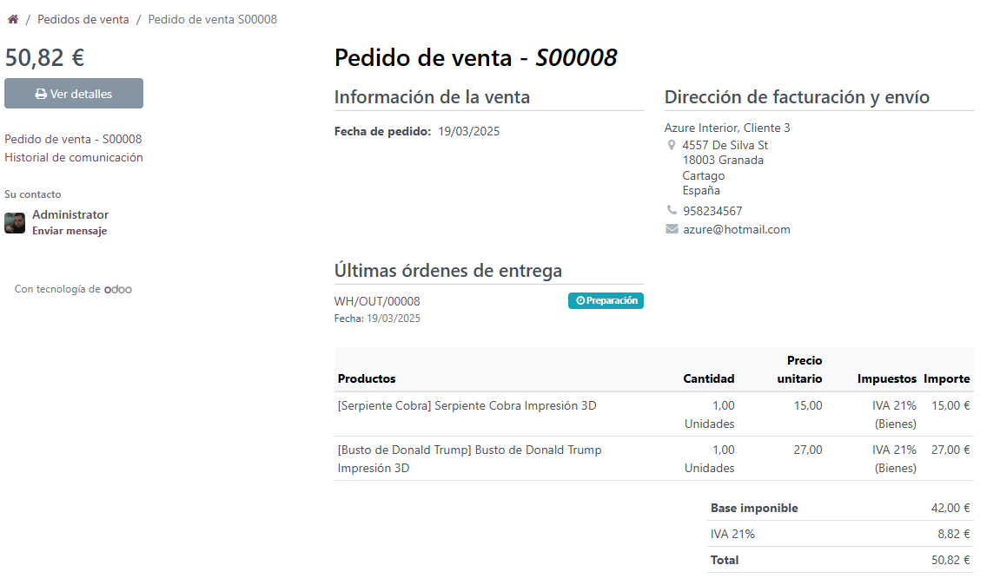 / Pedidos de venta / Pedido de venta S00008
50,82 €
Ver detalles
Pedido de venta - S00008
Historial de comunicación
Su contacto
Administrator
Enviar mensaje
Con tecnología de odoo
Pedido de venta - S00008
Información de la venta
Fecha de pedido: 19/03/2025
Dirección de facturación y envío
Azure Interior, Cliente 3
4557 De Silva St
18003 Granada
Cartago
España
958234567
azure@hotmail.com
Últimas órdenes de entrega
WH/OUT/00008 Preparación
Fecha: 19/03/2025
Productos Cantidad Precio unitario Impuestos Importe
[Serpiente Cobra] Serpiente Cobra Impresión 3D 1,00 15,00 IVA 21% 15,00 €
Unidades (Bienes)
[Busto de Donald Trump] Busto de Donald Trump 1,00 27,00 IVA 21% 27,00 €
Impresión 3D Unidades (Bienes)
Base imponible 42,00 €
IVA 21% 8,82 €
Total 50,82 €